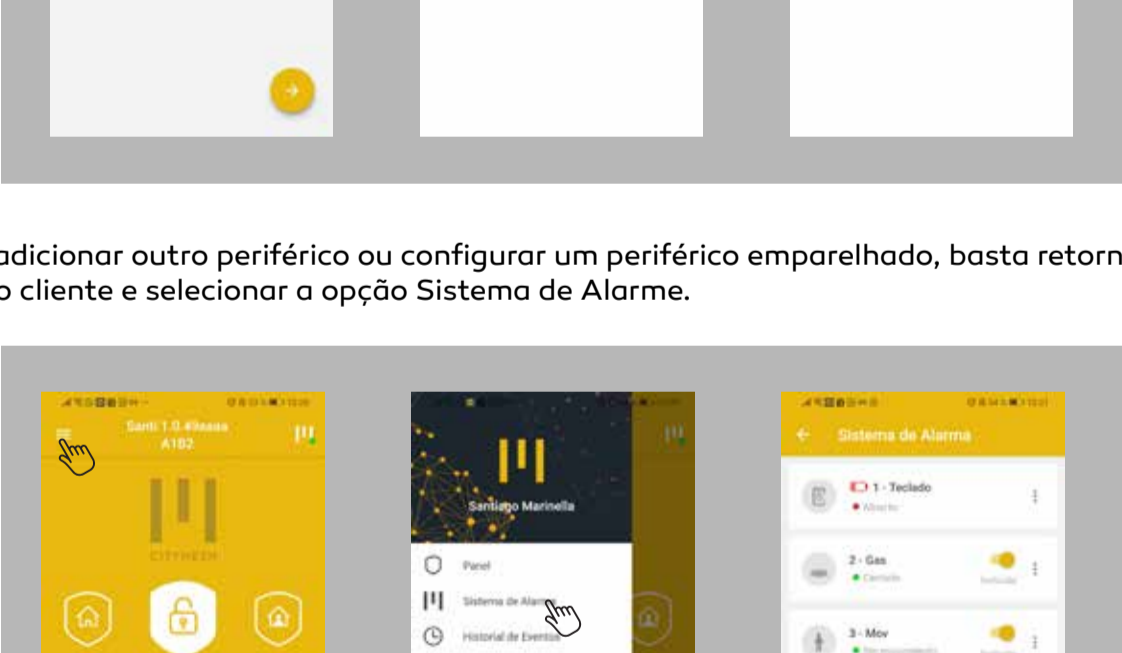 adicionar outro periférico ou configurar um periférico emparelhado, basta retorn
o cliente e selecionar a opção Sistema de Alarme.
Santi 1.0
A1B2
CITYMESH
Santiago Marinella
Panel
Sistema de Alarma
Historial de Eventos
Sistema de Alarma
1 - Teclado
Abierto
2 - Gas
Cerrado
Incluido
3 - Mov